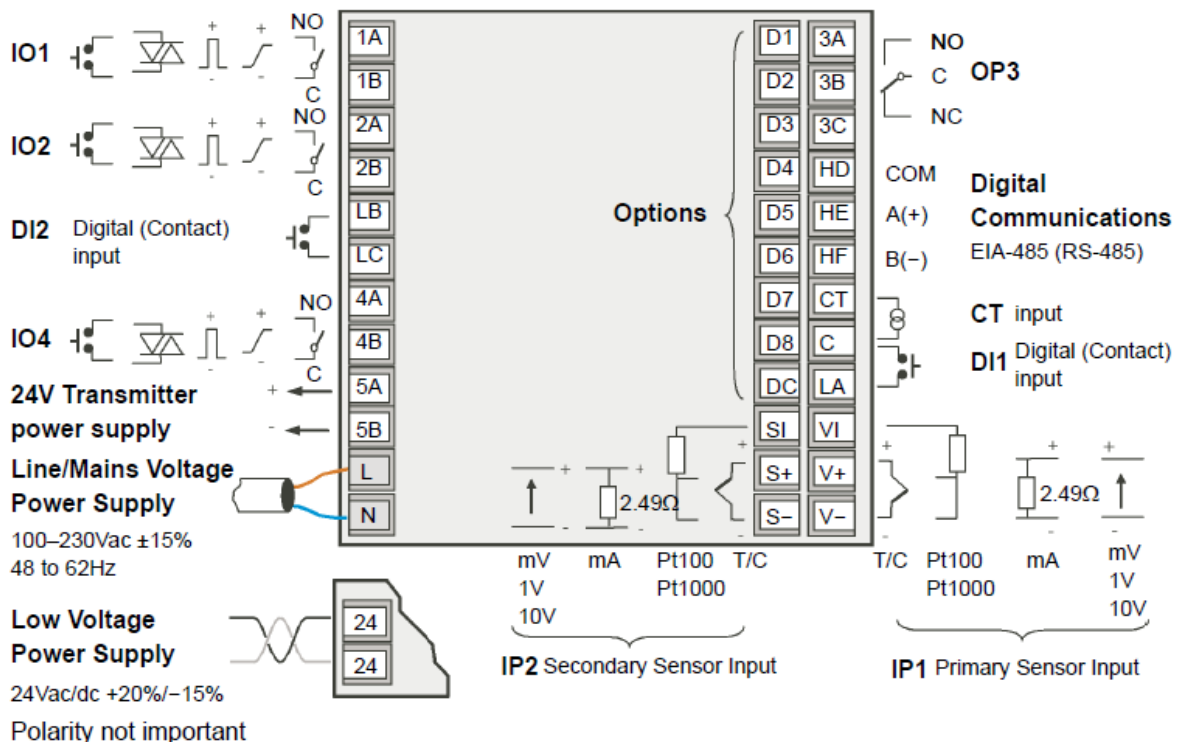 NO
IO1
+
+
-
-
C
NO
IO2
+
+
-
-
C
DI2 Digital (Contact)
input
NO
IO4
+
+
-
-
C
24V Transmitter
power supply
+
-
Line/Mains Voltage
Power Supply
100–230Vac ±15%
48 to 62Hz
Low Voltage
Power Supply
24Vac/dc +20%/−15%
Polarity not important
1A
1B
2A
2B
LB
LC
4A
4B
5A
5B
L
N
24
24
Options
D1 3A
D2 3B
D3 3C
D4 HD
D5 HE
D6 HF
D7 CT
D8 C
DC LA
SI VI
S+ V+
S− V−
NO
C OP3
NC
COM Digital
A(+) Communications
B(−) EIA-485 (RS-485)
CT input
DI1 Digital (Contact)
input
+
+
+
2.49Ω
-
-
-
mV mA Pt100 T/C
1V Pt1000
10V
IP2 Secondary Sensor Input
+
+
+
2.49Ω
-
-
-
T/C Pt100 mA mV
Pt1000 1V
10V
IP1 Primary Sensor Input